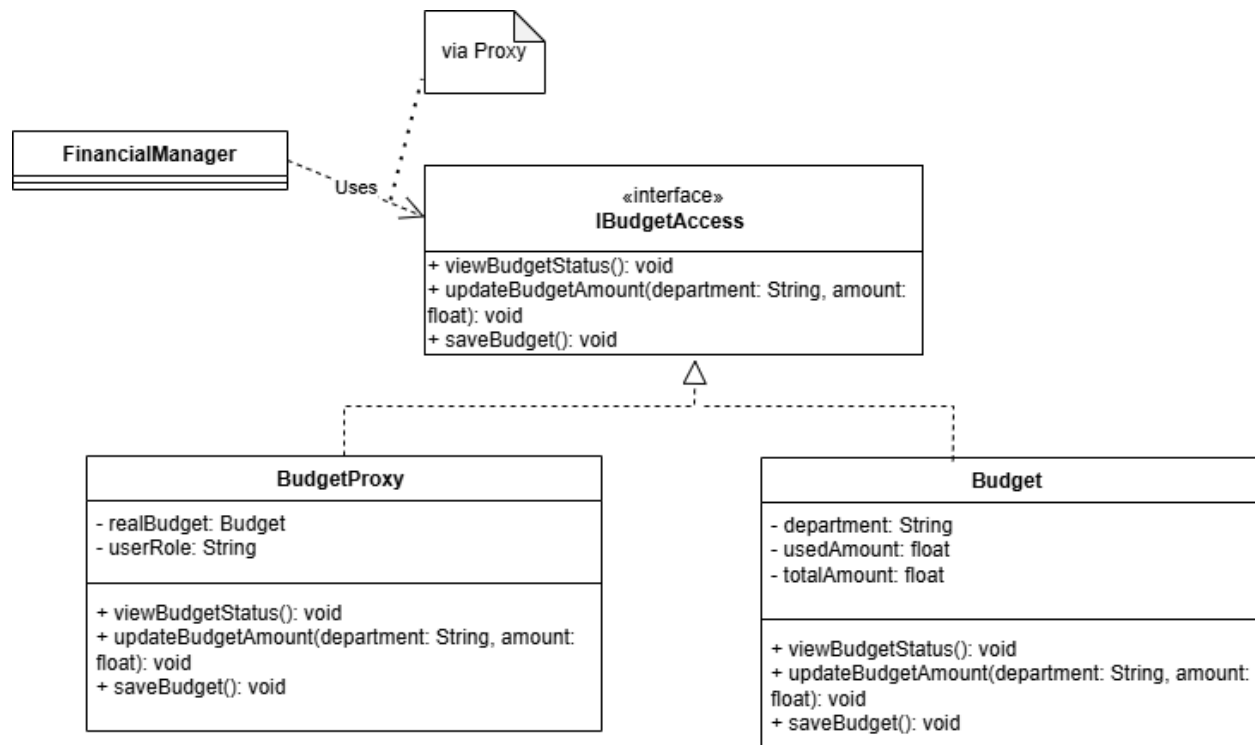 via Proxy
FinancialManager
Uses
«interface»
IBudgetAccess
+ viewBudgetStatus(): void
+ updateBudgetAmount(department: String, amount:
float): void
+ saveBudget(): void
BudgetProxy
- realBudget: Budget
- userRole: String
+ viewBudgetStatus(): void
+ updateBudgetAmount(department: String, amount:
float): void
+ saveBudget(): void
Budget
- department: String
- usedAmount: float
- totalAmount: float
+ viewBudgetStatus(): void
+ updateBudgetAmount(department: String, amount:
float): void
+ saveBudget(): void